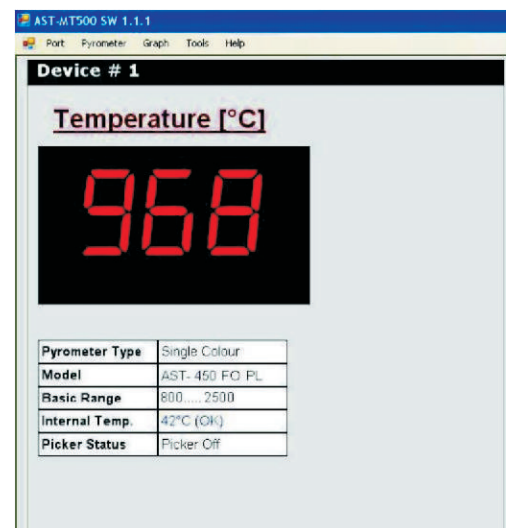 AST-MT500 SW 1.1.1
Port Pyrometer Graph Tools Help
Device # 1
Temperature [°C]
968
Pyrometer Type Single Colour
Model AST- 450 FO PL
Basic Range 800..... 2500
Internal Temp. 42°C (OK)
Picker Status Picker Off